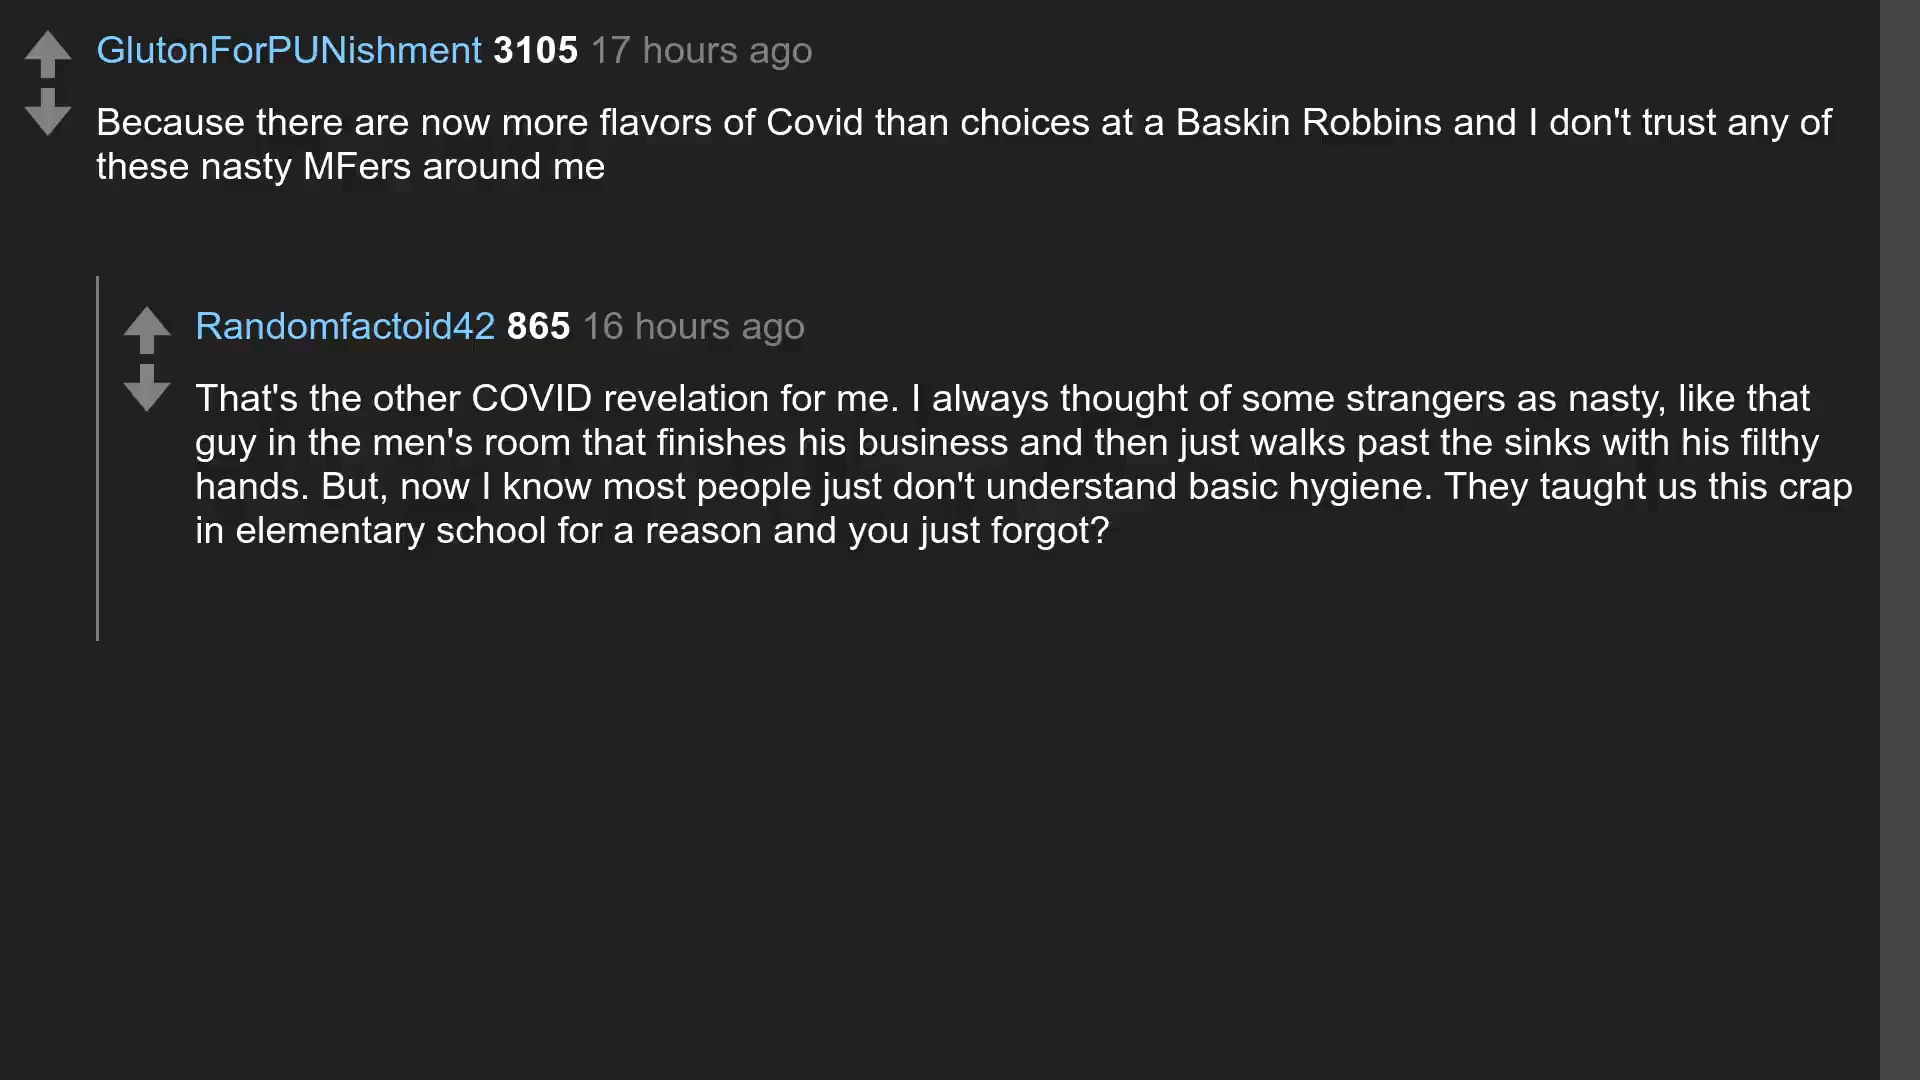 GlutonForPUNishment 3105 17 hours ago
Because there are now more flavors of Covid than choices at a Baskin Robbins and I don't trust any of
these nasty MFers around me
Randomfactoid42 865 16 hours ago
That's the other COVID revelation for me. I always thought of some strangers as nasty, like that
guy in the men's room that finishes his business and then just walks past the sinks with his filthy
hands. But, now I know most people just don't understand basic hygiene. They taught us this crap
in elementary school for a reason and you just forgot?